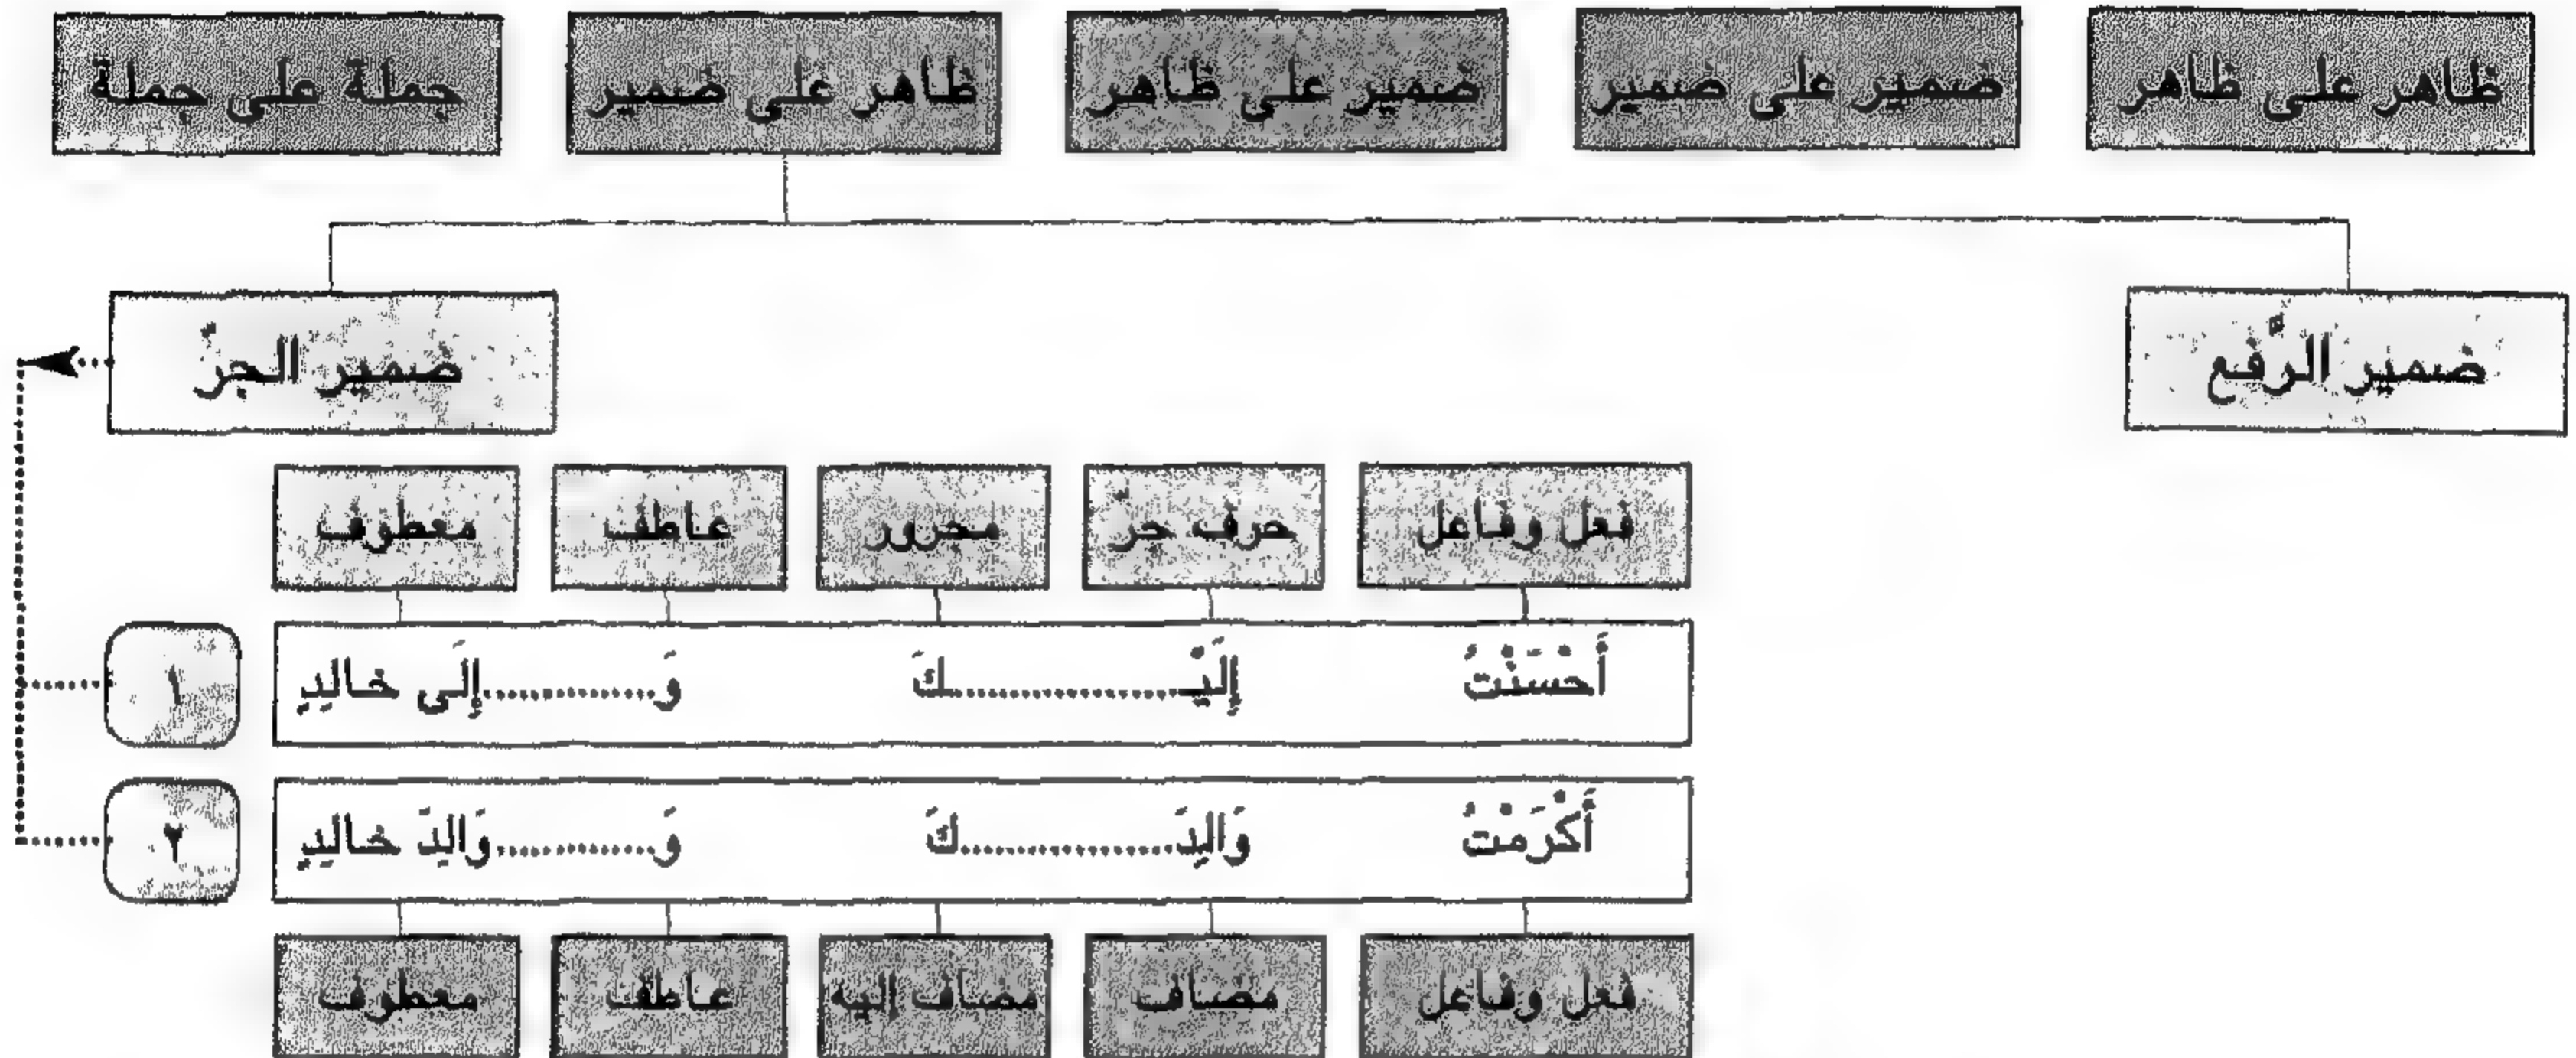 ظاهر على ظاهر ضمير على ضمير ضمير على ظاهر ظاهر على ضمير جملة على جملة
ضمير الرَّفع ضمير الجرّ
فعل وفاعل حرف جرّ مجرور عاطف معطوف
أَحْسَنْتُ إِلَيْـ..................ـكَ وَ..............إِلَى خالِدٍ ١
أَكْرَمْتُ وَالِدَ..................كَ وَ..............وَالِدَ خالِدٍ ٢
فعل وفاعل مضاف مضاف إليه عاطف معطوف